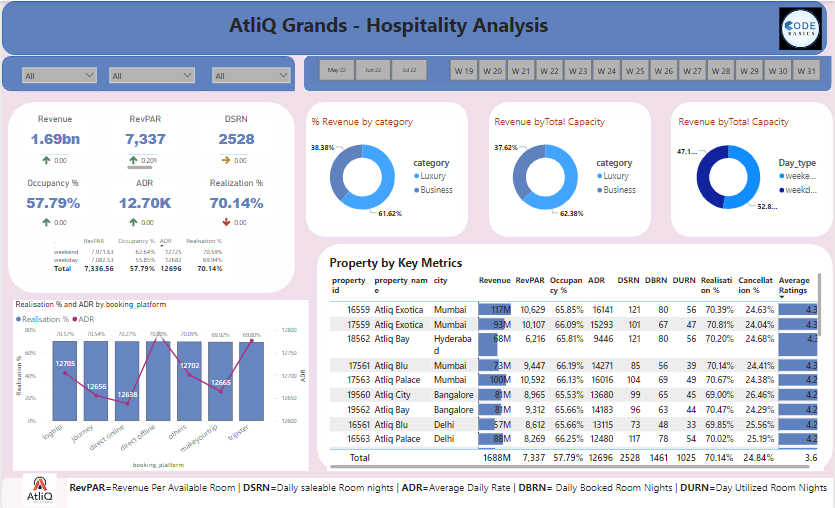 AtliQ Grands - Hospitality Analysis
CODE
BASICS
All
All
All
May 22
Jun 22
Jul 22
W 19
W 20
W 21
W 22
W 23
W 24
W 25
W 26
W 27
W 28
W 29
W 30
W 31
Revenue
1.69bn
0.00
RevPAR
7,337
0.20%
DSRN
2528
0.00
Occupancy %
57.79%
0.00
ADR
12.70K
0.00
Realization %
70.14%
0.00
RevPAR Occupancy % ADR Realisation %
weekend 7,971.63 62.64% 12725 70.59%
weekday 7,082.53 55.85% 12682 69.94%
Total 7,336.56 57.79% 12696 70.14%
% Revenue by category
38.38%
61.62%
category
Luxury
Business
Revenue byTotal Capacity
37.62%
62.38%
category
Luxury
Business
Revenue byTotal Capacity
47.1...
52.8...
Day_type
weeke...
weekd...
Realisation % and ADR by booking_platform
Realisation % ADR
80%
60%
40%
20%
0%
Realisation %
70.57% 70.54% 70.27% 70.09% 69.92% 69.80%
12705
12656
12638
12702
12665
12800
12750
12700
12650
12600
ADR
logtrip
journey
direct online
direct offline
others
makeyourtrip
tripster
booking_platform
Property by Key Metrics
property id property name city Revenue RevPAR Occupancy % ADR DSRN DBRN DURN Realisation % Cancellation % Average Ratings
16559 Atliq Exotica Mumbai 117M 10,629 65.85% 16141 121 80 56 70.39% 24.63% 4.3
17559 Atliq Exotica Mumbai 93M 10,107 66.09% 15293 101 67 47 70.81% 24.04% 4.3
18562 Atliq Bay Hyderabad 68M 6,216 65.81% 9446 121 80 56 70.20% 24.68% 4.3
17561 Atliq Blu Mumbai 73M 9,447 66.19% 14271 85 56 39 70.14% 24.41% 4.3
17563 Atliq Palace Mumbai 100M 10,592 66.13% 16016 104 69 49 70.67% 24.38% 4.2
19560 Atliq City Bangalore 81M 8,965 65.53% 13680 99 65 45 69.00% 26.46% 4.2
19562 Atliq Bay Bangalore 81M 9,312 65.66% 14183 96 63 44 70.47% 24.29% 4.2
16561 Atliq Blu Delhi 57M 8,612 65.66% 13115 73 48 33 69.85% 25.56% 4.2
16563 Atliq Palace Delhi 88M 8,269 66.25% 12480 117 78 54 70.02% 25.19% 4.2
Total 1688M 7,337 57.79% 12696 2528 1461 1025 70.14% 24.84% 3.6
AtliQ
RevPAR=Revenue Per Available Room | DSRN=Daily saleable Room nights | ADR=Average Daily Rate | DBRN= Daily Booked Room Nights | DURN=Day Utilized Room Nights